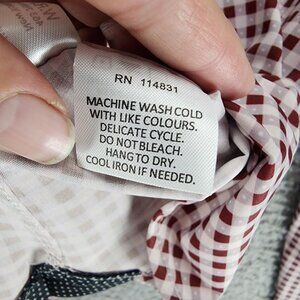 RN 114831
MACHINE WASH COLD
WITH LIKE COLOURS.
DELICATE CYCLE.
DO NOT BLEACH.
HANG TO DRY.
COOL IRON IF NEEDED.